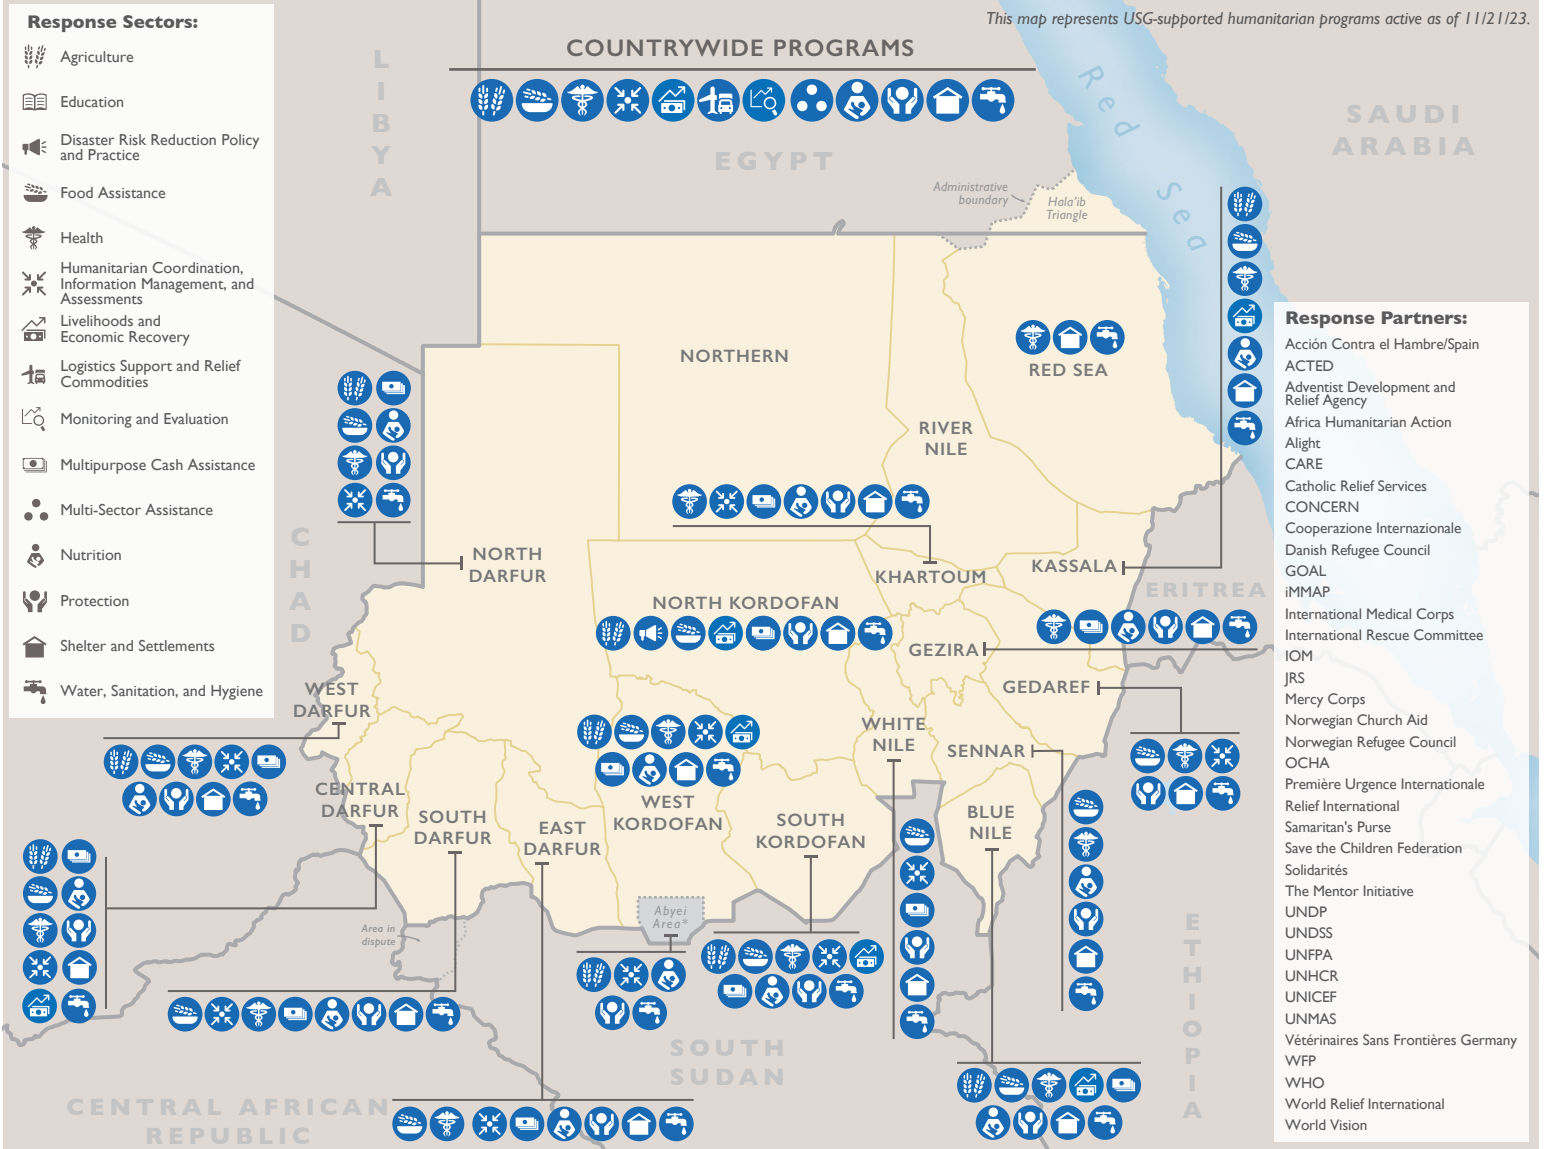 Response Sectors:
Agriculture
Education
Disaster Risk Reduction Policy
and Practice
Food Assistance
Health
Humanitarian Coordination,
Information Management, and
Assessments
Livelihoods and
Economic Recovery
Logistics Support and Relief
Commodities
Monitoring and Evaluation
Multipurpose Cash Assistance
Multi-Sector Assistance
Nutrition
Protection
Shelter and Settlements
Water, Sanitation, and Hygiene
This map represents USG-supported humanitarian programs active as of 11/21/23.
COUNTRYWIDE PROGRAMS
LIBYA
EGYPT
Red Sea
SAUDI
ARABIA
Administrative
boundary
Hala'ib
Triangle
NORTHERN
RED SEA
RIVER
NILE
CHAD
NORTH
DARFUR
KHARTOUM
KASSALA
ERITREA
NORTH KORDOFAN
GEZIRA
GEDAREF
WEST
DARFUR
WHITE
NILE
SENNAR
CENTRAL
DARFUR
SOUTH
DARFUR
EAST
DARFUR
WEST
KORDOFAN
SOUTH
KORDOFAN
BLUE
NILE
Abyei
Area*
Area in
dispute
ETHIOPIA
SOUTH
SUDAN
CENTRAL AFRICAN
REPUBLIC
Response Partners:
Acción Contra el Hambre/Spain
ACTED
Adventist Development and
Relief Agency
Africa Humanitarian Action
Alight
CARE
Catholic Relief Services
CONCERN
Cooperazione Internazionale
Danish Refugee Council
GOAL
iMMAP
International Medical Corps
International Rescue Committee
IOM
JRS
Mercy Corps
Norwegian Church Aid
Norwegian Refugee Council
OCHA
Première Urgence Internationale
Relief International
Samaritan's Purse
Save the Children Federation
Solidarités
The Mentor Initiative
UNDP
UNDSS
UNFPA
UNHCR
UNICEF
UNMAS
Vétérinaires Sans Frontières Germany
WFP
WHO
World Relief International
World Vision